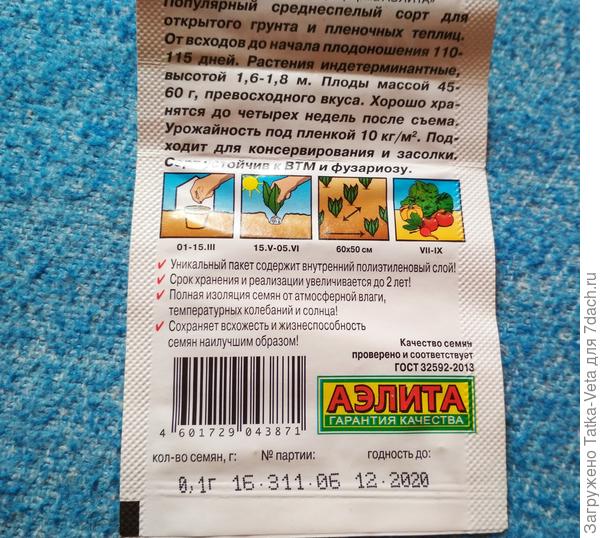 Популярный среднеспелый сорт для
открытого грунта и пленочных теплиц.
От всходов до начала плодоношения 110-
115 дней. Растения индетерминантные,
высотой 1,6-1,8 м. Плоды массой 45-
60 г, превосходного вкуса. Хорошо хра-
нятся до четырех недель после съема.
Урожайность под пленкой 10 кг/м². Под-
ходит для консервирования и засолки.
Сорт устойчив к ВТМ и фузариозу.
01-15.III
15.V-05.VI
60х50 см
VII-IX
✓ Уникальный пакет содержит внутренний полиэтиленовый слой!
✓ Срок хранения и реализации увеличивается до 2 лет!
✓ Полная изоляция семян от атмосферной влаги,
температурных колебаний и солнца!
✓ Сохраняет всхожесть и жизнеспособность
семян наилучшим образом!
Качество семян
проверено и соответствует
ГОСТ 32592-2013
АЭЛИТА
ГАРАНТИЯ КАЧЕСТВА
4 601729 043871
кол-во семян, г: № партии: годность до:
0,1г 16.311.06 12.2020
Загружено Tatka-Veta для 7dach.ru